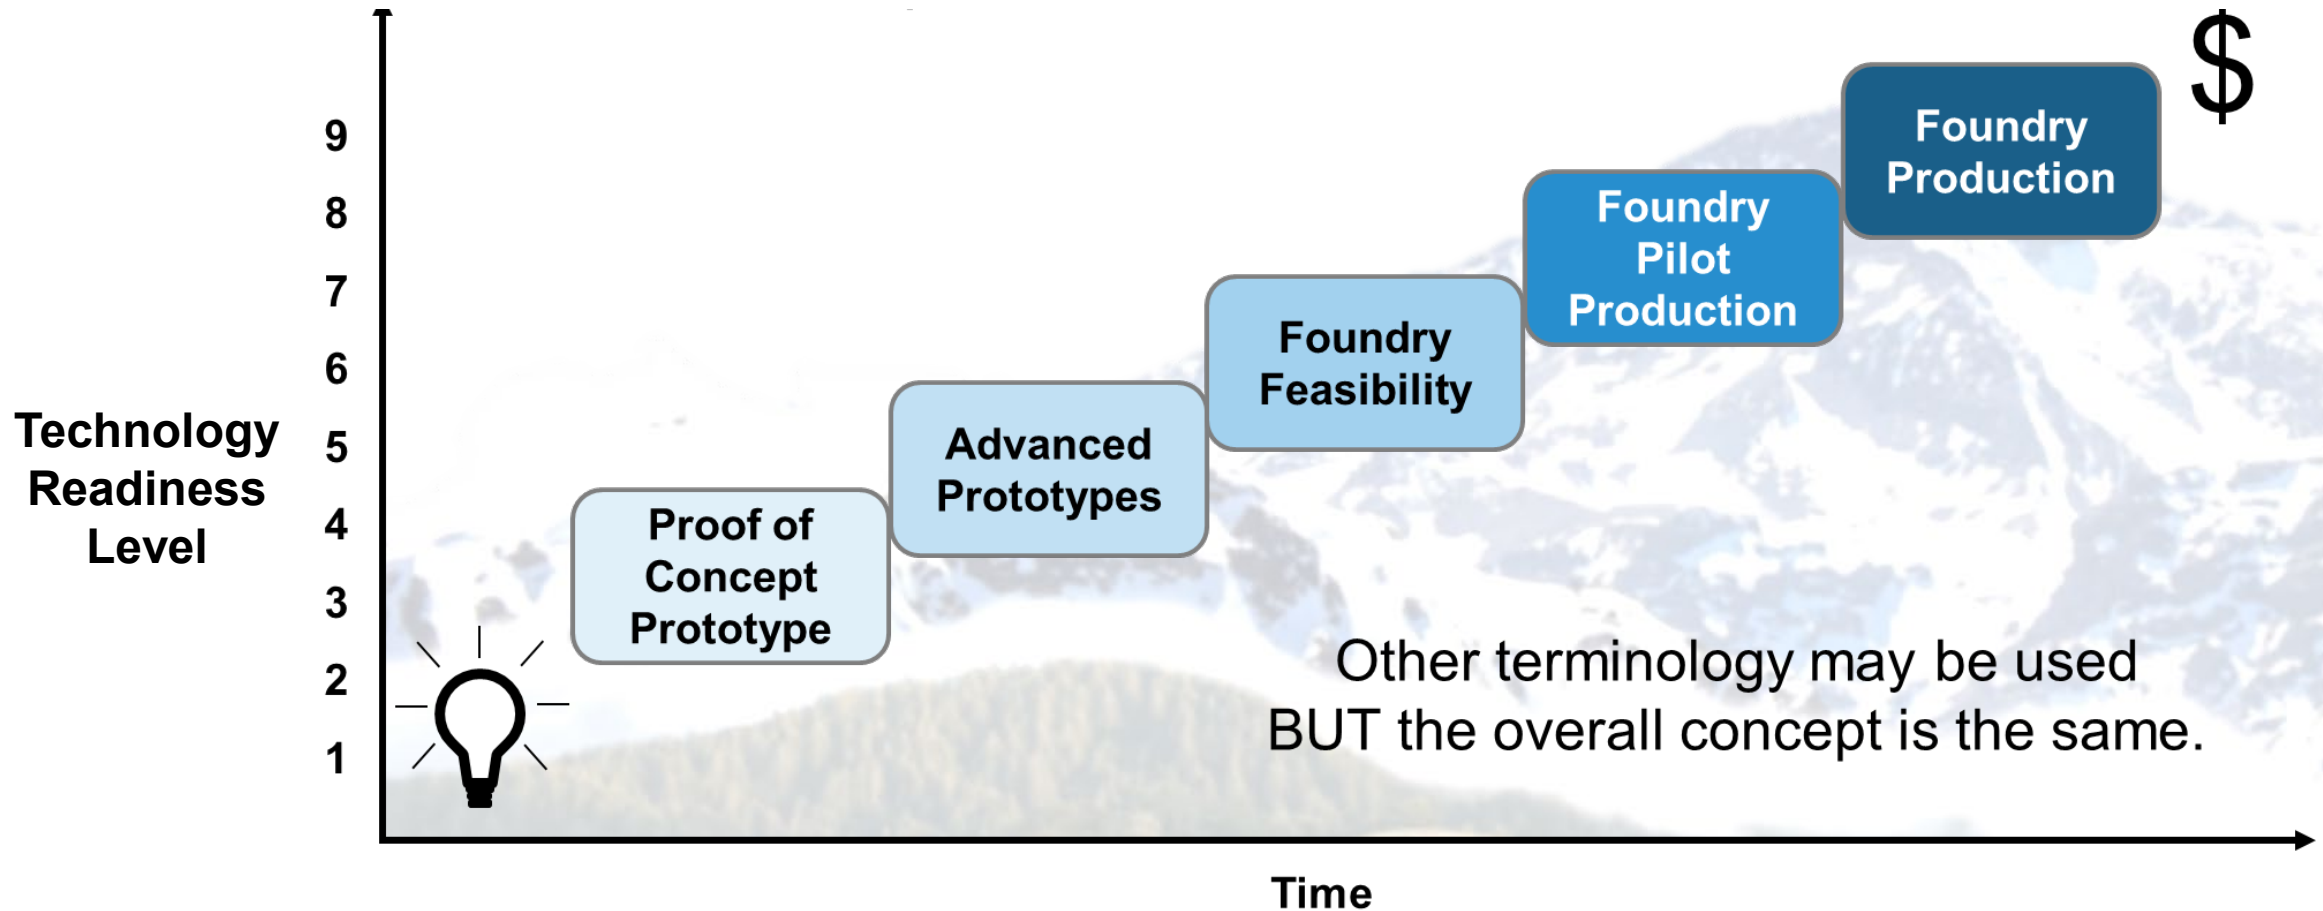 $
9
8
7
6
5
4
3
2
1
Technology
Readiness
Level
Proof of
Concept
Prototype
Advanced
Prototypes
Foundry
Feasibility
Foundry
Pilot
Production
Foundry
Production
Other terminology may be used
BUT the overall concept is the same.
Time